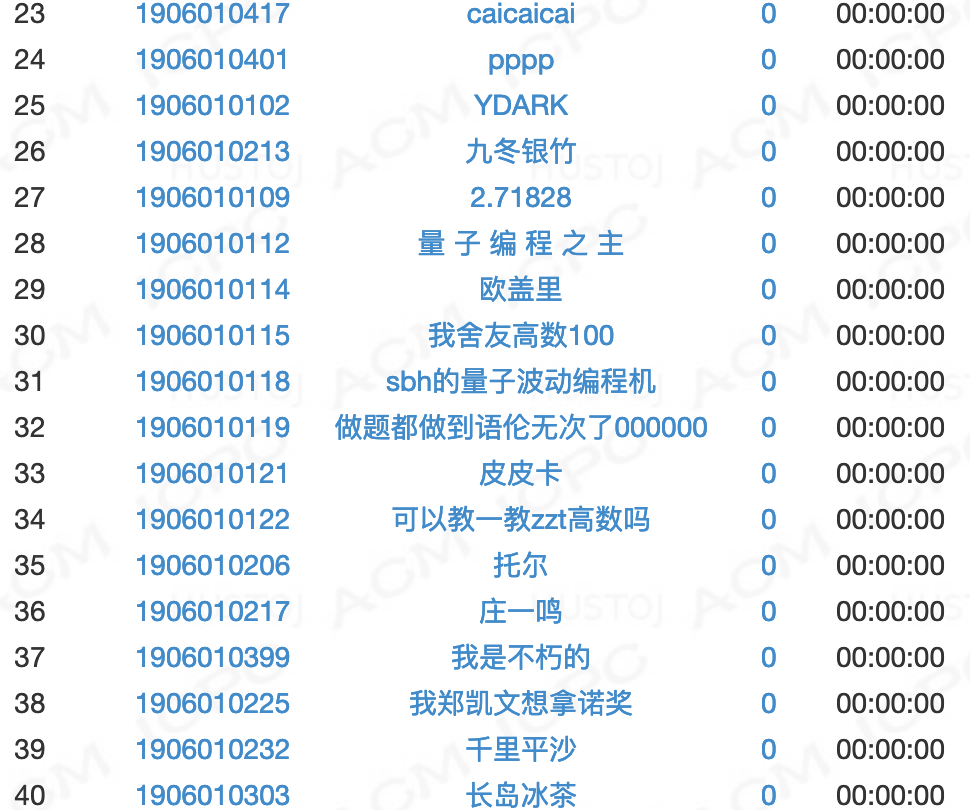 23 1906010417 caicaicai 0 00:00:00
24 1906010401 pppp 0 00:00:00
25 1906010102 YDARK 0 00:00:00
26 1906010213 九冬银竹 0 00:00:00
27 1906010109 2.71828 0 00:00:00
28 1906010112 量 子 编 程 之 主 0 00:00:00
29 1906010114 欧盖里 0 00:00:00
30 1906010115 我舍友高数100 0 00:00:00
31 1906010118 sbh的量子波动编程机 0 00:00:00
32 1906010119 做题都做到语伦无次了000000 0 00:00:00
33 1906010121 皮皮卡 0 00:00:00
34 1906010122 可以教一教zzt高数吗 0 00:00:00
35 1906010206 托尔 0 00:00:00
36 1906010217 庄一鸣 0 00:00:00
37 1906010399 我是不朽的 0 00:00:00
38 1906010225 我郑凯文想拿诺奖 0 00:00:00
39 1906010232 千里平沙 0 00:00:00
40 1906010303 长岛冰茶 0 00:00:00